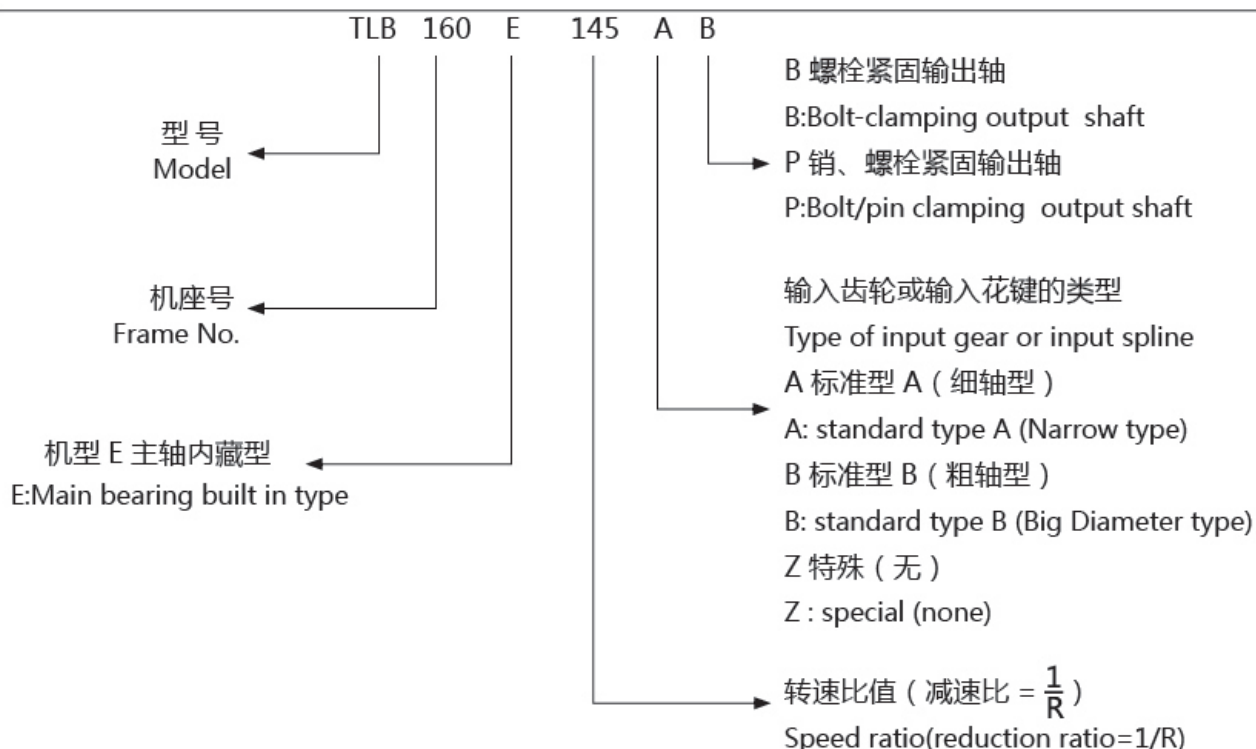 TLB 160 E 145 A B
型号
Model
机座号
Frame No.
机型 E 主轴内藏型
E:Main bearing built in type
B 螺栓紧固输出轴
B:Bolt-clamping output shaft
P 销、螺栓紧固输出轴
P:Bolt/pin clamping output shaft
输入齿轮或输入花键的类型
Type of input gear or input spline
A 标准型 A ( 细轴型 )
A: standard type A (Narrow type)
B 标准型 B ( 粗轴型 )
B: standard type B (Big Diameter type)
Z 特殊 ( 无 )
Z : special (none)
转速比值 ( 减速比 = 1/R )
Speed ratio(reduction ratio=1/R)